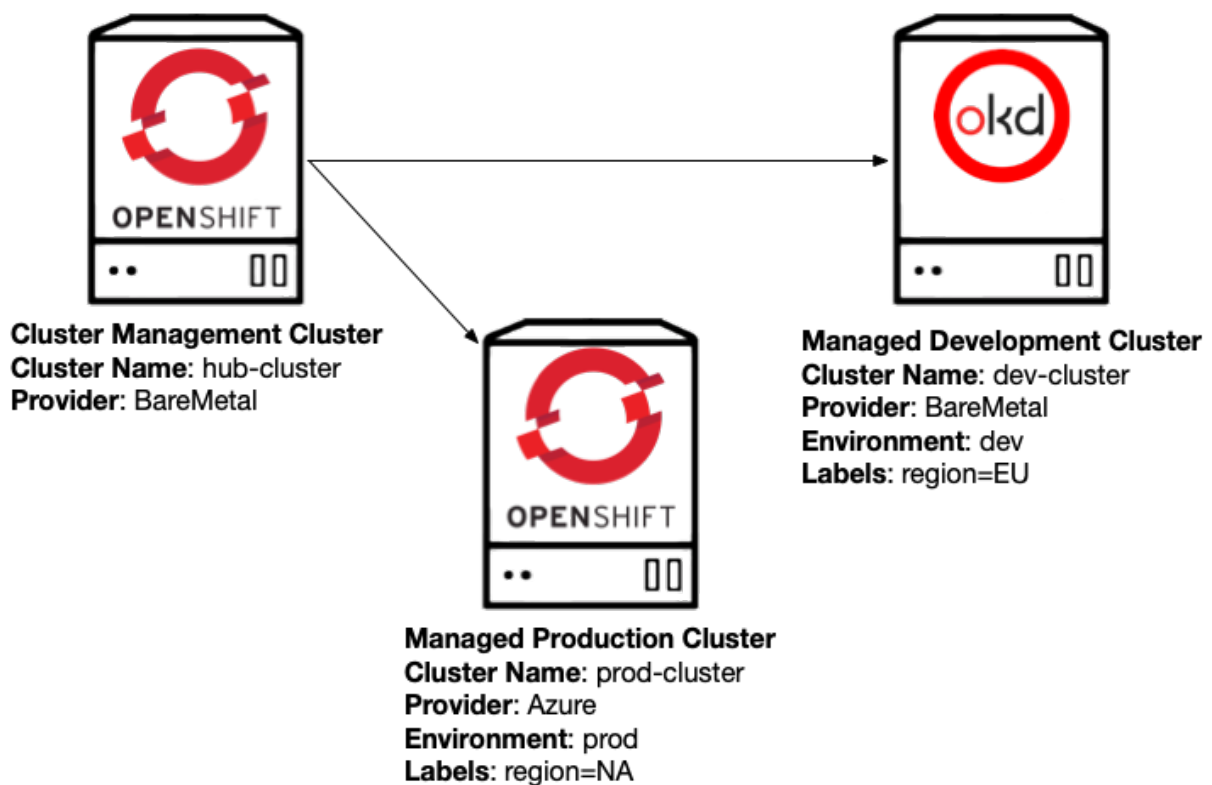 OPENSHIFT
Cluster Management Cluster
Cluster Name: hub-cluster
Provider: BareMetal
okd
Managed Development Cluster
Cluster Name: dev-cluster
Provider: BareMetal
Environment: dev
Labels: region=EU
OPENSHIFT
Managed Production Cluster
Cluster Name: prod-cluster
Provider: Azure
Environment: prod
Labels: region=NA